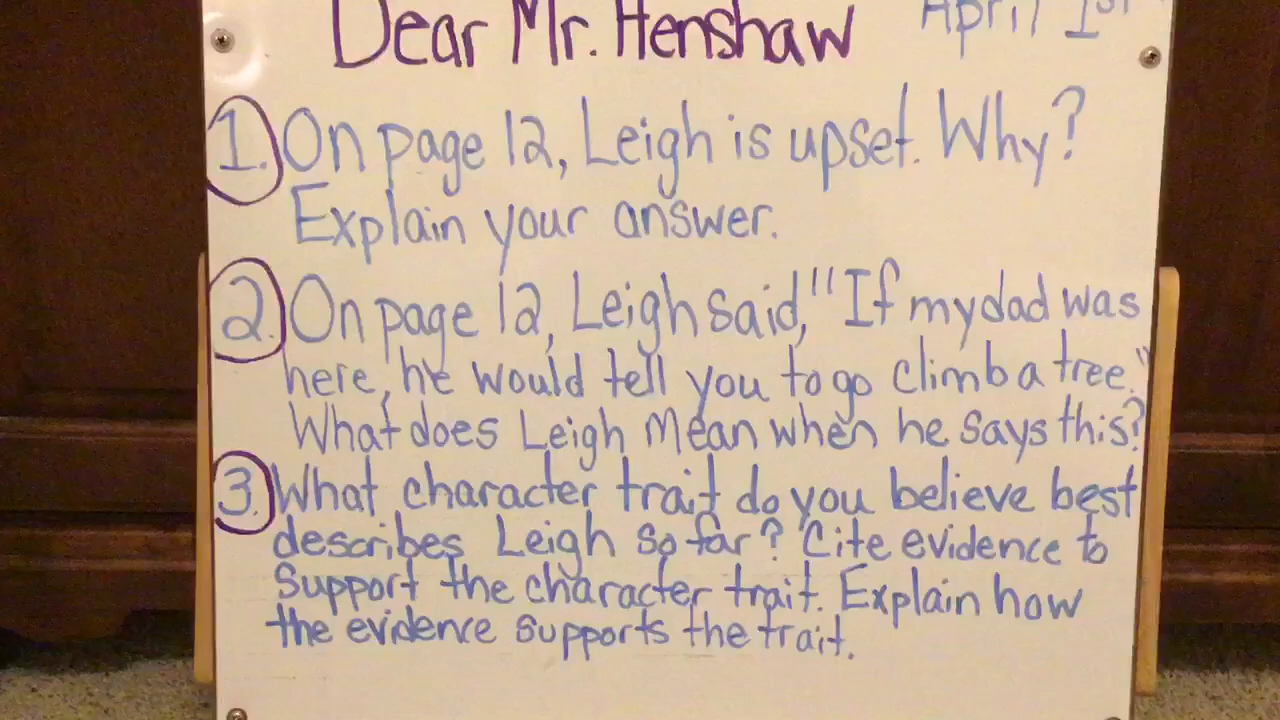 Dear Mr. Henshaw April 1st
1. On page 12, Leigh is upset. Why?
Explain your answer.
2. On page 12, Leigh said, "If my dad was
here, he would tell you to go climb a tree."
What does Leigh Mean when he says this?
3. What character trait do you believe best
describes Leigh so far? Cite evidence to
Support the character trait. Explain how
the evidence supports the trait.